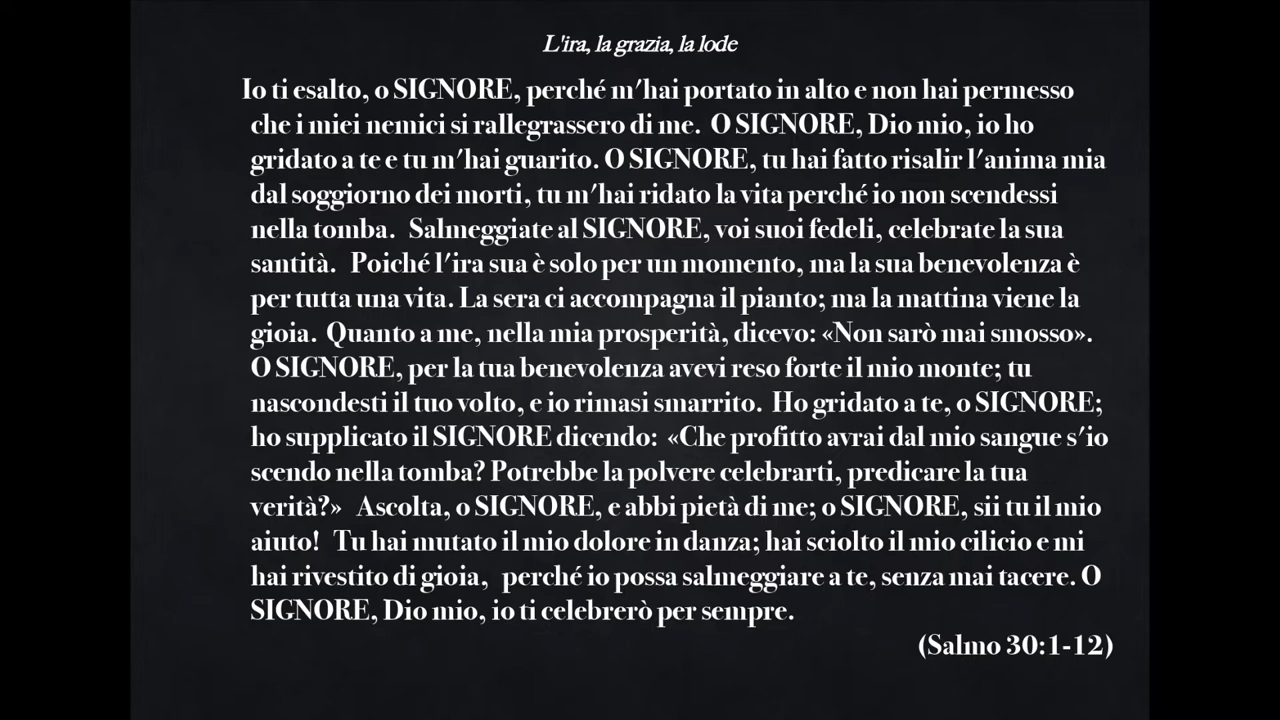 L'ira, la grazia, la lode
Io ti esalto, o SIGNORE, perché m'hai portato in alto e non hai permesso
che i miei nemici si rallegrassero di me. O SIGNORE, Dio mio, io ho
gridato a te e tu m'hai guarito. O SIGNORE, tu hai fatto risalir l'anima mia
dal soggiorno dei morti, tu m'hai ridato la vita perché io non scendessi
nella tomba. Salmeggiate al SIGNORE, voi suoi fedeli, celebrate la sua
santità. Poiché l'ira sua è solo per un momento, ma la sua benevolenza è
per tutta una vita. La sera ci accompagna il pianto; ma la mattina viene la
gioia. Quanto a me, nella mia prosperità, dicevo: «Non sarò mai smosso».
O SIGNORE, per la tua benevolenza avevi reso forte il mio monte; tu
nascondesti il tuo volto, e io rimasi smarrito. Ho gridato a te, o SIGNORE;
ho supplicato il SIGNORE dicendo: «Che profitto avrai dal mio sangue s'io
scendo nella tomba? Potrebbe la polvere celebrarti, predicare la tua
verità?» Ascolta, o SIGNORE, e abbi pietà di me; o SIGNORE, sii tu il mio
aiuto! Tu hai mutato il mio dolore in danza; hai sciolto il mio cilicio e mi
hai rivestito di gioia, perché io possa salmeggiare a te, senza mai tacere. O
SIGNORE, Dio mio, io ti celebrerò per sempre.
(Salmo 30:1-12)